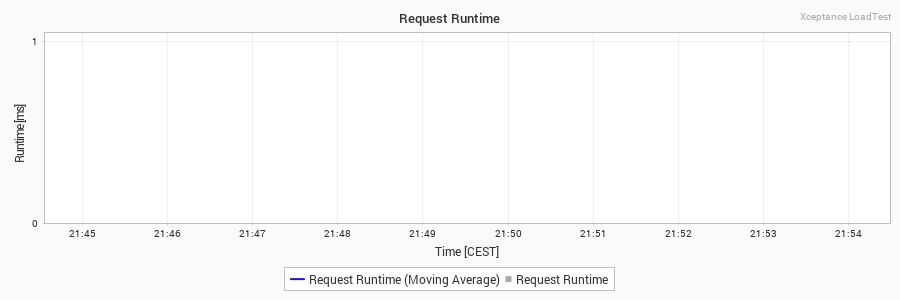 Request Runtime
Xceptance LoadTest
1
Runtime [ms]
0
21:45 21:46 21:47 21:48 21:49 21:50 21:51 21:52 21:53 21:54
Time [CEST]
Request Runtime (Moving Average) Request Runtime